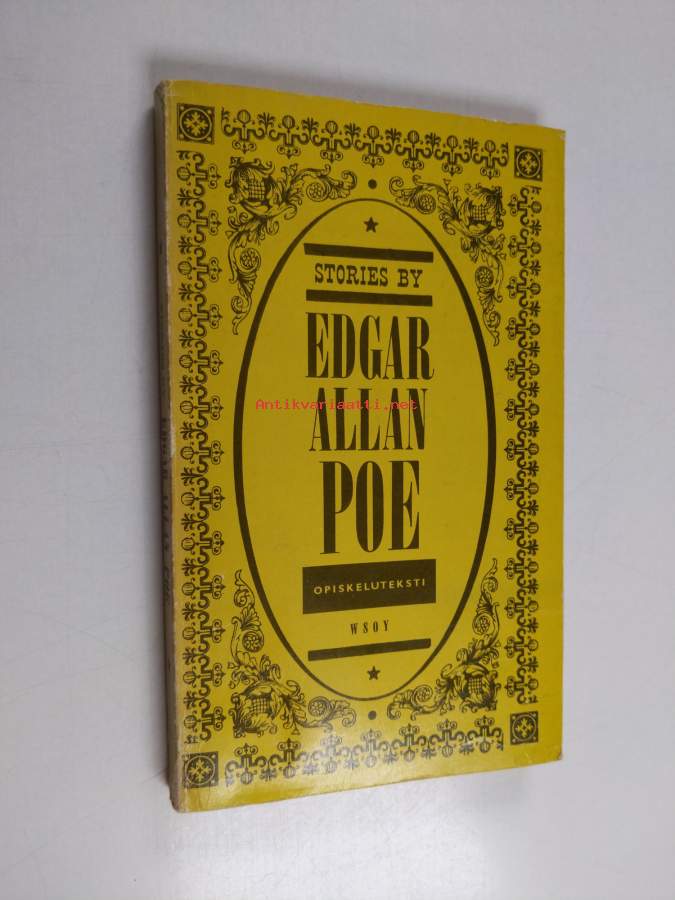 STORIES BY
EDGAR
Antikvariaatti.net
ALLAN
POE
OPISKELUTEKSTI
WSOY